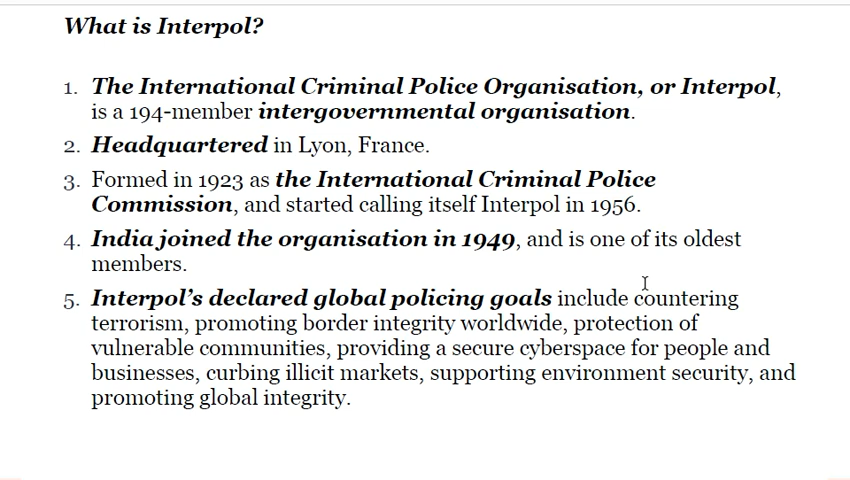 What is Interpol?
1. The International Criminal Police Organisation, or Interpol,
is a 194-member intergovernmental organisation.
2. Headquartered in Lyon, France.
3. Formed in 1923 as the International Criminal Police
Commission, and started calling itself Interpol in 1956.
4. India joined the organisation in 1949, and is one of its oldest
members.
5. Interpol’s declared global policing goals include countering
terrorism, promoting border integrity worldwide, protection of
vulnerable communities, providing a secure cyberspace for people and
businesses, curbing illicit markets, supporting environment security, and
promoting global integrity.